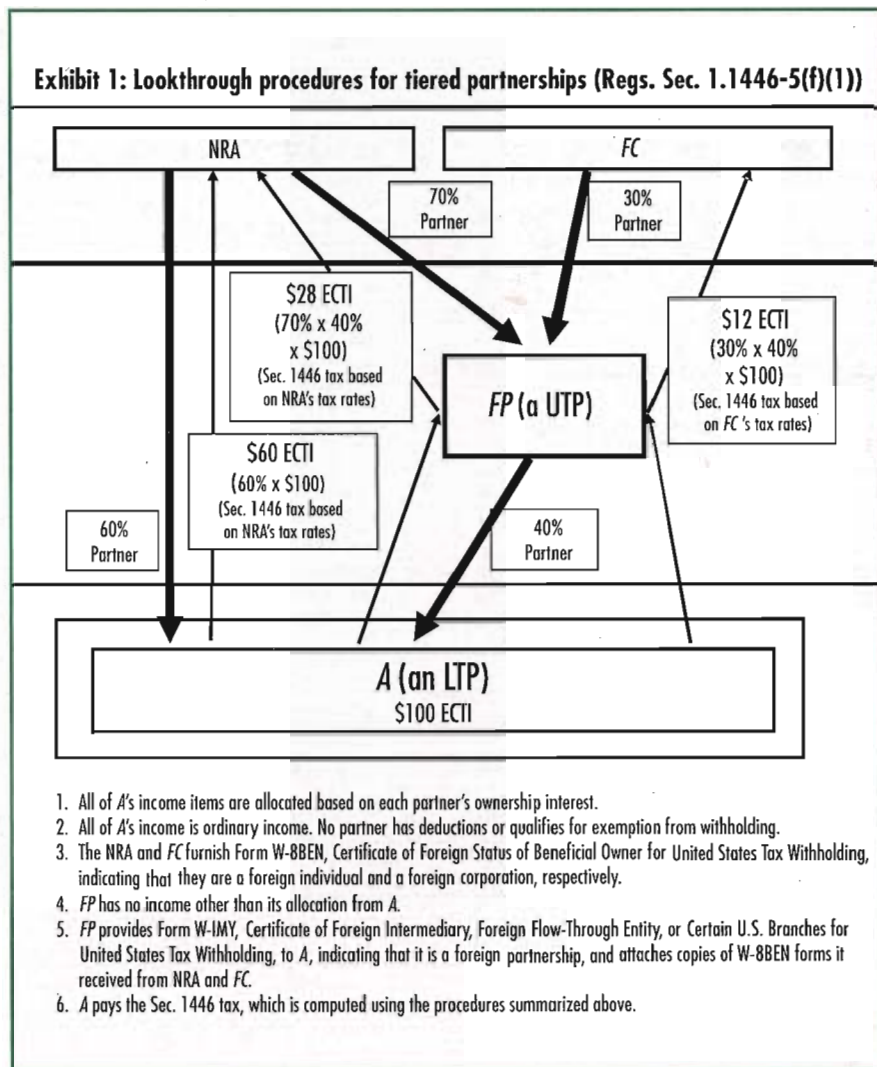 Exhibit 1: Lookthrough procedures for tiered partnerships (Regs. Sec. 1.1446-5(f)(1))
NRA
FC
70%
Partner
30%
Partner
$28 ECTI
(70% x 40%
x $100)
(Sec. 1446 tax based
on NRA's tax rates)
$12 ECTI
(30% x 40%
x $100)
(Sec. 1446 tax based
on FC's tax rates)
FP (a UTP)
$60 ECTI
(60% x $100)
(Sec. 1446 tax based
on NRA's tax rates)
60%
Partner
40%
Partner
A (an LTP)
$100 ECTI
1. All of A's income items are allocated based on each partner's ownership interest.
2. All of A's income is ordinary income. No partner has deductions or qualifies for exemption from withholding.
3. The NRA and FC furnish Form W-8BEN, Certificate of Foreign Status of Beneficial Owner for United States Tax Withholding,
indicating that they are a foreign individual and a foreign corporation, respectively.
4. FP has no income other than its allocation from A.
5. FP provides Form W-IMY, Certificate of Foreign Intermediary, Foreign Flow-Through Entity, or Certain U.S. Branches for
United States Tax Withholding, to A, indicating that it is a foreign partnership, and attaches copies of W-8BEN forms it
received from NRA and FC.
6. A pays the Sec. 1446 tax, which is computed using the procedures summarized above.